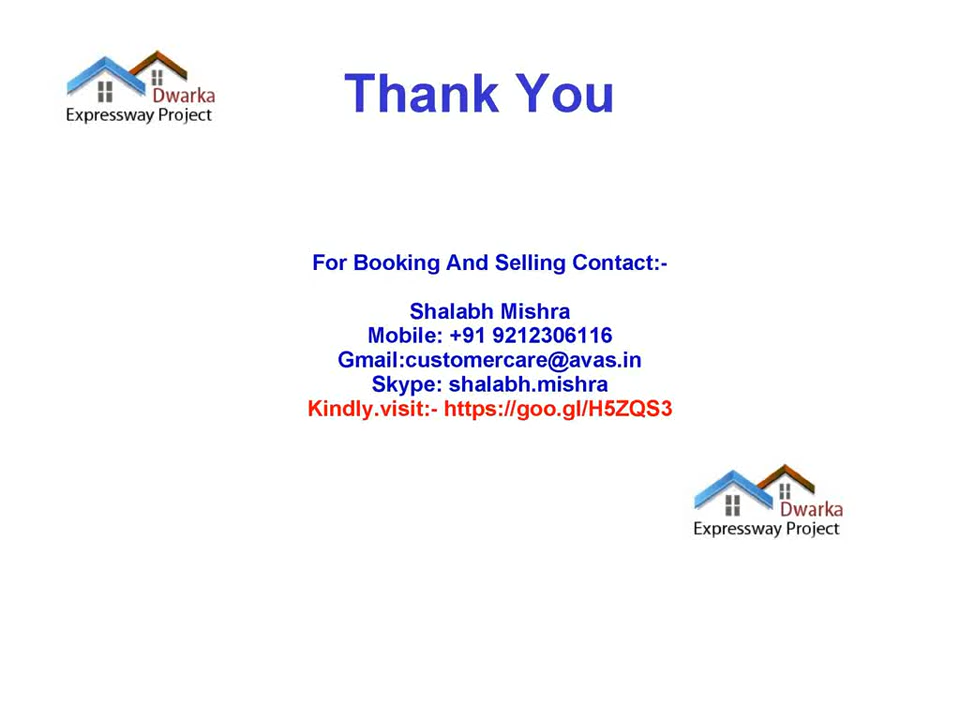 Dwarka
Expressway Project
Thank You
For Booking And Selling Contact:-
Shalabh Mishra
Mobile: +91 9212306116
Gmail:customercare@avas.in
Skype: shalabh.mishra
Kindly.visit:- https://goo.gl/H5ZQS3
Dwarka
Expressway Project